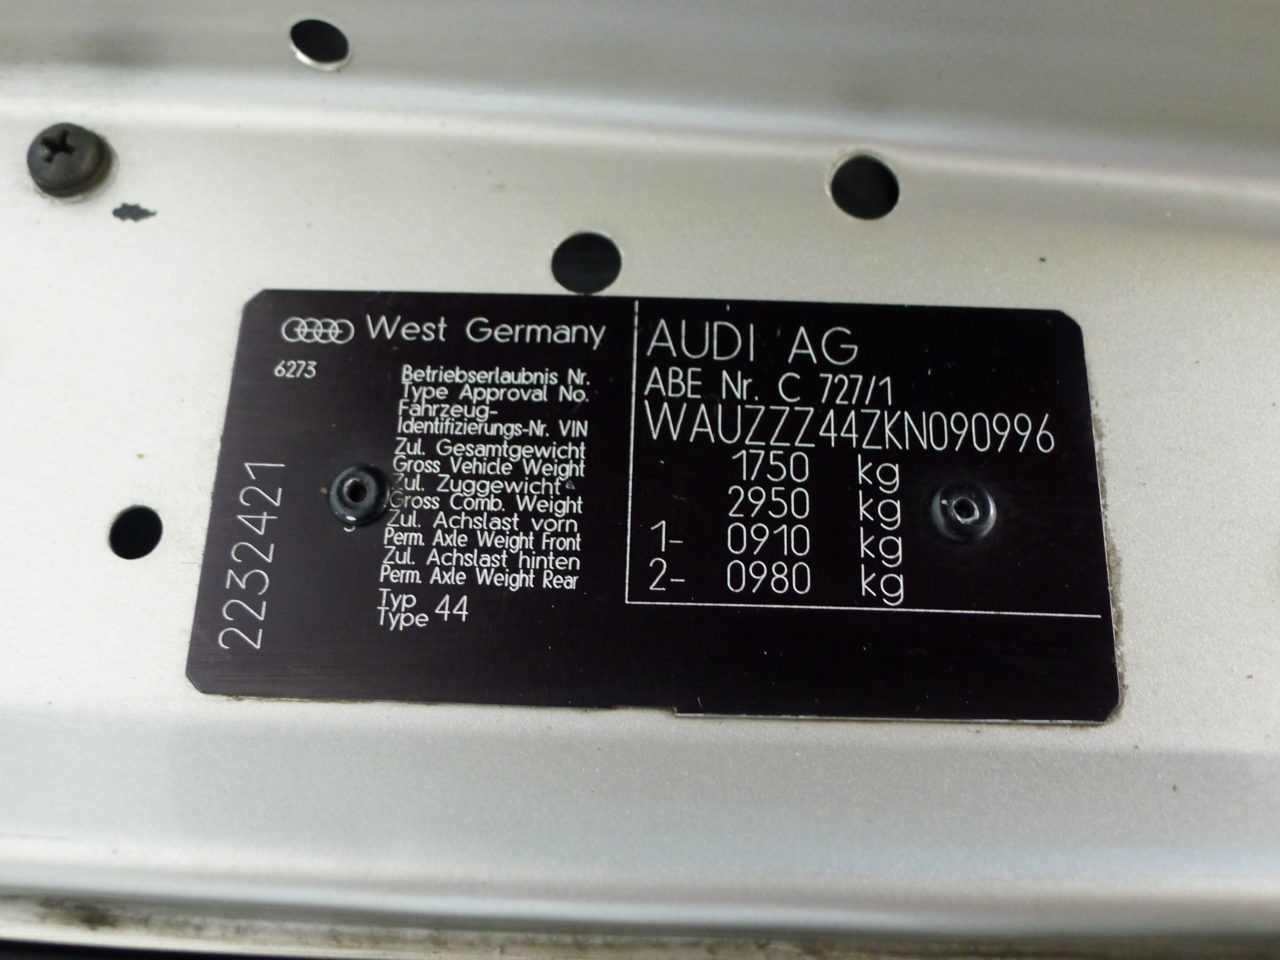 West Germany
6273
Betriebserlaubnis Nr.
Type Approval No.
Fahrzeug-
Identifizierungs-Nr. VIN
Zul. Gesamtgewicht
Gross Vehicle Weight
Zul. Zuggewicht
Gross Comb. Weight
Zul. Achslast vorn
Perm. Axle Weight Front
Zul. Achslast hinten
Perm. Axle Weight Rear
Typ
Type 44
2232421
AUDI AG
ABE Nr. C 727/1
WAUZZZ44ZKN090996
1750 kg
2950 kg
1- 0910 kg
2- 0980 kg